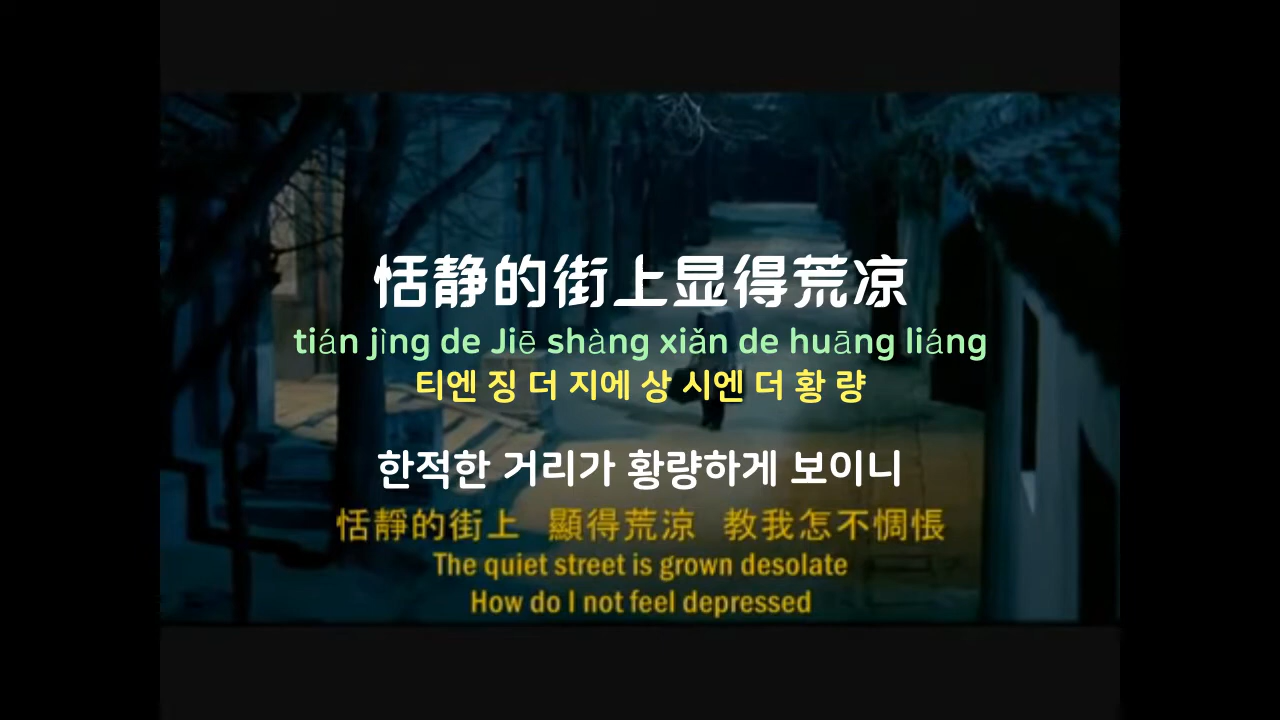 恬静的街上显得荒凉
tián jìng de Jiē shàng xiǎn de huāng liáng
티엔 징 더 지에 상 시엔 더 황 량
한적한 거리가 황량하게 보이니
恬靜的街上 顯得荒涼 教我怎不惆悵
The quiet street is grown desolate
How do I not feel depressed